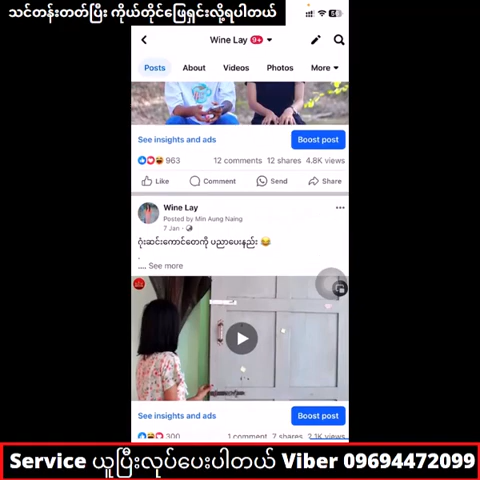 သင်တန်းတတ်ပြီး ကိုယ်တိုင်ဖြေရှင်းလို့ရပါတယ်
Wine Lay 9+
Posts About Videos Photos More
See insights and ads Boost post
963 12 comments 12 shares 4.8K views
Like Comment Send Share
Wine Lay
Posted by Min Aung Naing
7 Jan ·
ဂုံးဆင်းကောင်တေကို ပညာပေးနည်း 😂
.
.... See more
See insights and ads Boost post
300 1 comment 7 shares 2.1K views
Service ယူပြီးလုပ်ပေးပါတယ် Viber 09694472099